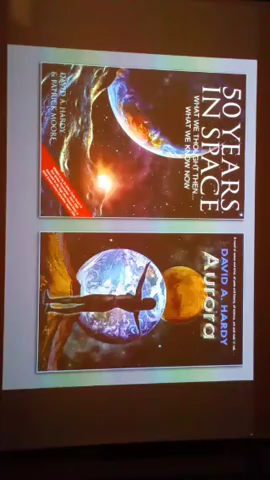 50 YEARS
IN SPACE
WHAT WE THOUGHT THEN...
WHAT WE KNOW NOW
DAVID A. HARDY
& PATRICK MOORE
DAVID A. HARDY
Aurora